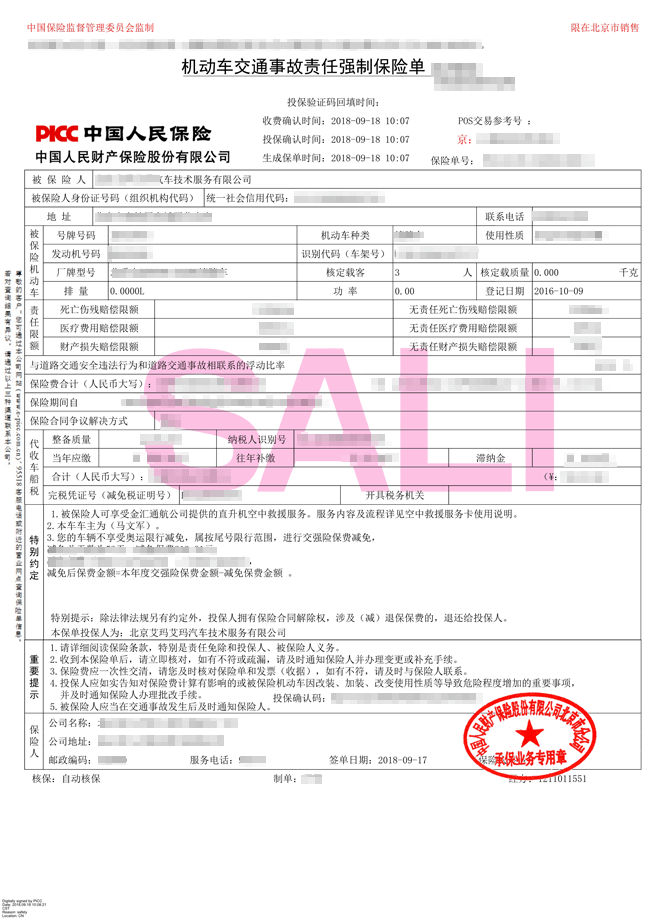 中国保险监督管理委员会监制
限在北京市销售
机动车交通事故责任强制保险单
投保验证码回填时间:
收费确认时间: 2018-09-18 10:07
POS交易参考号 :
PICC 中国人民保险
投保确认时间: 2018-09-18 10:07
京:
中国人民财产保险股份有限公司
生成保单时间: 2018-09-18 10:07
保险单号:
被 保 险 人
汽车技术服务有限公司
被保险人身份证号码（组织机构代码）
统一社会信用代码:
地 址
联系电话
被保险机动车
号牌号码
机动车种类
使用性质
发动机号码
识别代码（车架号）
厂牌型号
核定载客
3 人
核定载质量
0.000 千克
排 量
0.0000L
功 率
0.00
登记日期
2016-10-09
责任限额
死亡伤残赔偿限额
无责任死亡伤残赔偿限额
医疗费用赔偿限额
无责任医疗费用赔偿限额
财产损失赔偿限额
无责任财产损失赔偿限额
与道路交通安全违法行为和道路交通事故相联系的浮动比率
保险费合计（人民币大写）:
保险期间自
保险合同争议解决方式
代收车船税
整备质量
纳税人识别号
当年应缴
往年补缴
滞纳金
合计（人民币大写）:
（¥:
完税凭证号（减免税证明号）
开具税务机关
特别约定
1.被保险人可享受金汇通航公司提供的直升机空中救援服务。服务内容及流程详见空中救援服务卡使用说明。
2.本车车主为（马文军）。
3.您的车辆不享受奥运限行减免，属按尾号限行范围，进行交强险保费减免，
减免后保费金额=本年度交强险保费金额-减免保费金额 。
特别提示: 除法律法规另有约定外，投保人拥有保险合同解除权，涉及（减）退保保费的，退还给投保人。
本保单投保人为: 北京艾玛艾玛汽车技术服务有限公司
重要提示
1.请详细阅读保险条款，特别是责任免除和投保人、被保险人义务。
2.收到本保险单后，请立即核对，如有不符或疏漏，请及时通知保险人并办理变更或补充手续。
3.保险费应一次性交清，请您及时核对保险单和发票（收据），如有不符，请及时与保险人联系。
4.投保人应如实告知对保险费计算有影响的或被保险机动车因改装、加装、改变使用性质等导致危险程度增加的重要事项，
并及时通知保险人办理批改手续。
投保确认码:
5.被保险人应当在交通事故发生后及时通知保险人。
保险人
公司名称:
公司地址:
邮政编码:
服务电话:
签单日期: 2018-09-17
核保: 自动核保
制单:
经办: 1211011551
中国人民财产保险股份有限公司北京市分公司
承保业务专用章
SALI
尊敬的客户: 您可通过本公司网站(www.e-picc.com.cn)、95518客服电话或附近的营业网点查询保险单信息。
若对查询结果有异议，请通过以上三种渠道联系本公司。
Digitally signed by PICC
Date: 2018.09.18 10:08:21
CST
Reason: safety
Location: CN